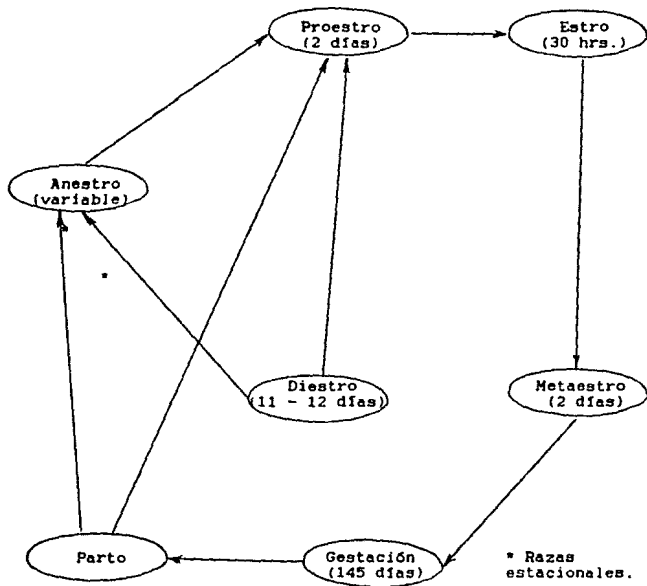 Proestro
(2 días)
Estro
(30 hrs.)
Anestro
(variable)
*
Diestro
(11 - 12 días)
Metaestro
(2 días)
Parto
Gestación
(145 días)
* Razas
estacionales.